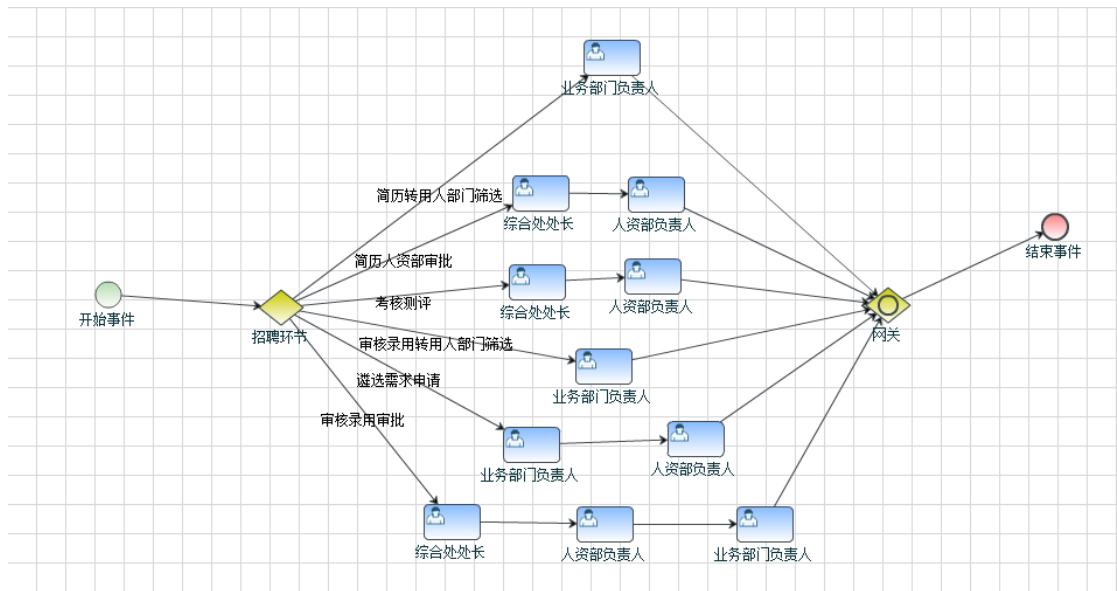 业务部门负责人
简历转用人部门筛选
综合处处长
人资部负责人
简历人资部审批
结束事件
考核测评
综合处处长
人资部负责人
开始事件
招聘环节
网关
审核录用转用人部门筛选
遴选需求申请
业务部门负责人
审核录用审批
业务部门负责人
人资部负责人
综合处处长
人资部负责人
业务部门负责人